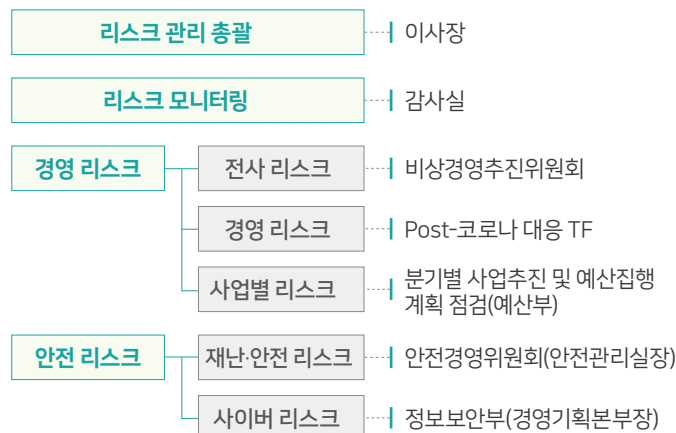 리스크 관리 총괄 이사장
리스크 모니터링 감사실
경영 리스크 전사 리스크 비상경영추진위원회
경영 리스크 Post-코로나 대응 TF
사업별 리스크 분기별 사업추진 및 예산집행
계획 점검(예산부)
안전 리스크 재난·안전 리스크 안전경영위원회(안전관리실장)
사이버 리스크 정보보안부(경영기획본부장)